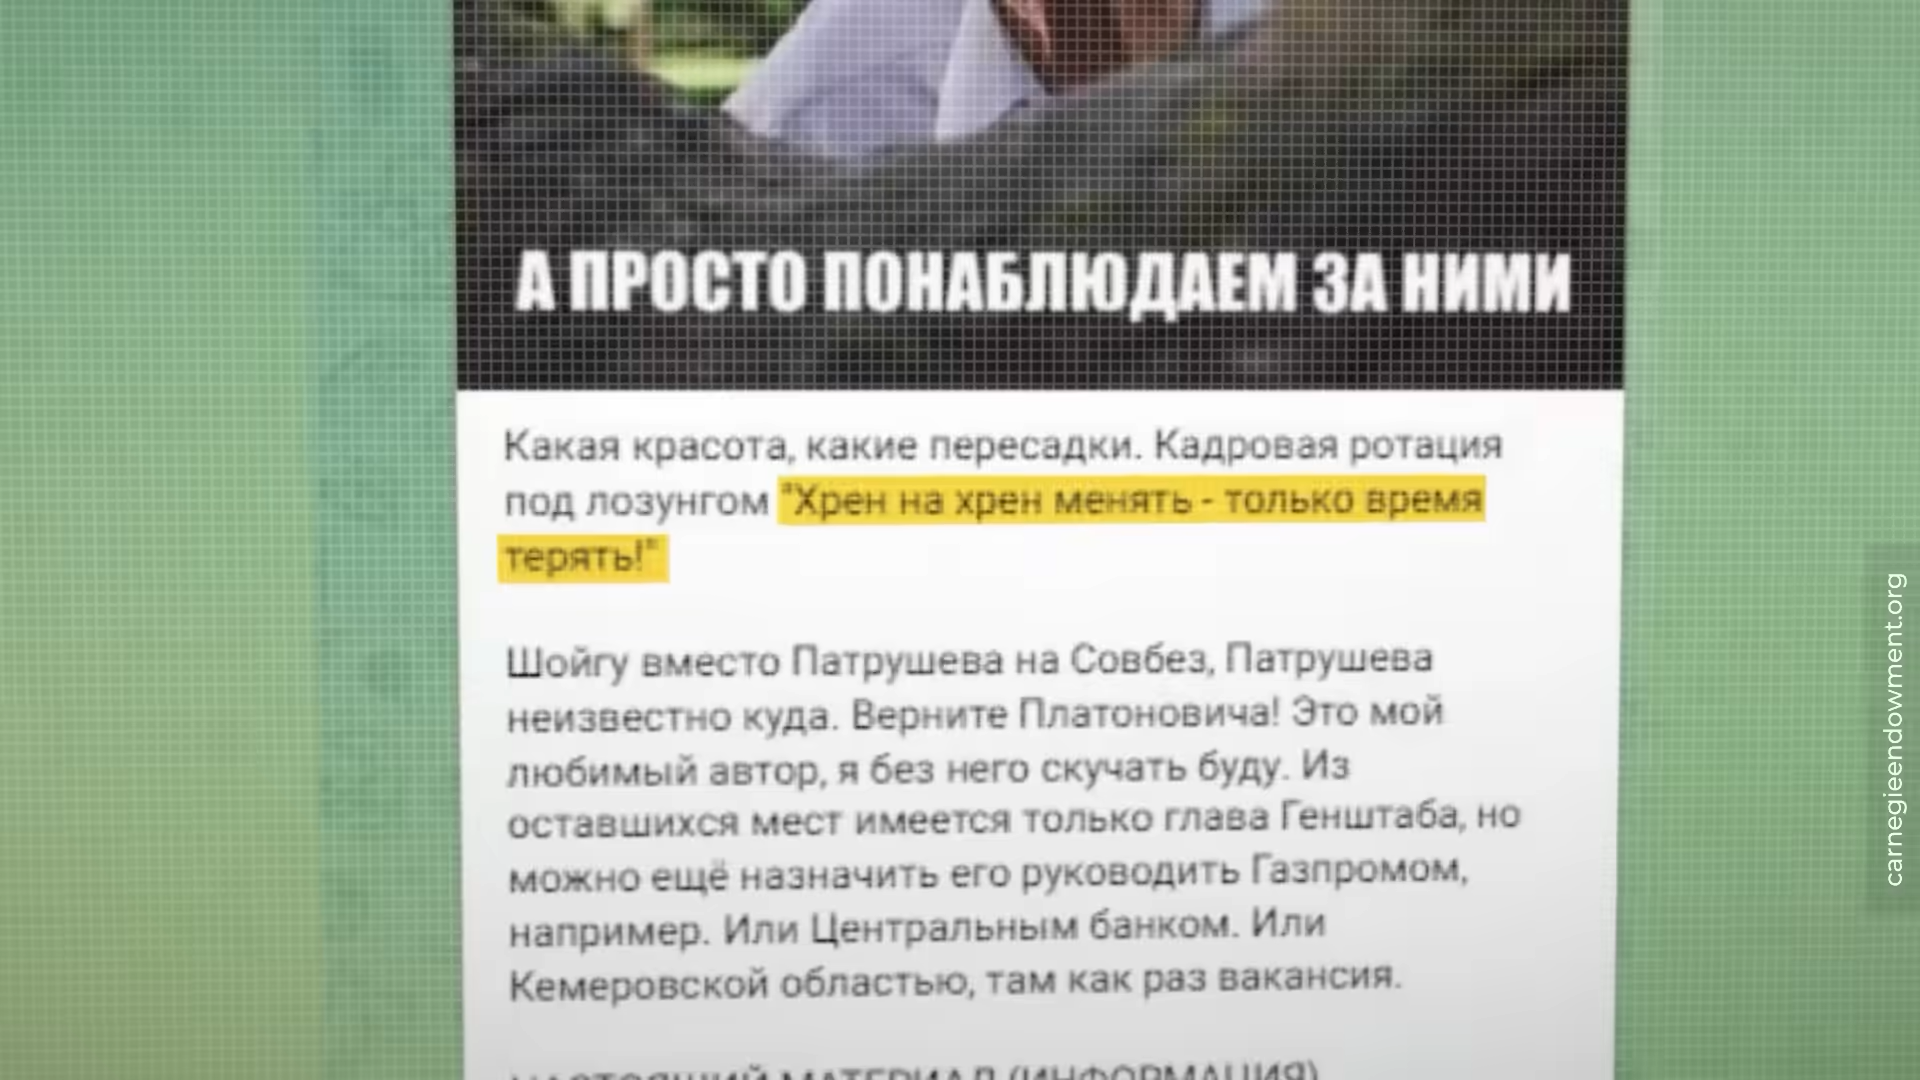 А ПРОСТО ПОНАБЛЮДАЕМ ЗА НИМИ
Какая красота, какие пересадки. Кадровая ротация
под лозунгом "Хрен на хрен менять - только время
терять!"
Шойгу вместо Патрушева на Совбез, Патрушева
неизвестно куда. Верните Платоновича! Это мой
любимый автор, я без него скучать буду. Из
оставшихся мест имеется только глава Генштаба, но
можно ещё назначить его руководить Газпромом,
например. Или Центральным банком. Или
Кемеровской областью, там как раз вакансия.
НАСТОЯЩИЙ МАТЕРИАЛ (ИНФОРМАЦИЯ)
carnegieendowment.org